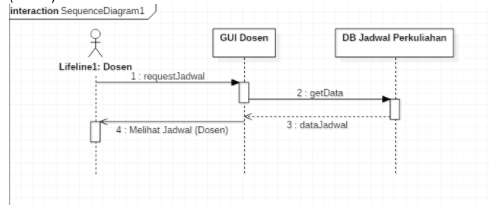 interaction SequenceDiagram1
GUI Dosen
DB Jadwal Perkuliahan
Lifeline1: Dosen
1 : requestJadwal
2 : getData
3 : dataJadwal
4 : Melihat Jadwal (Dosen)